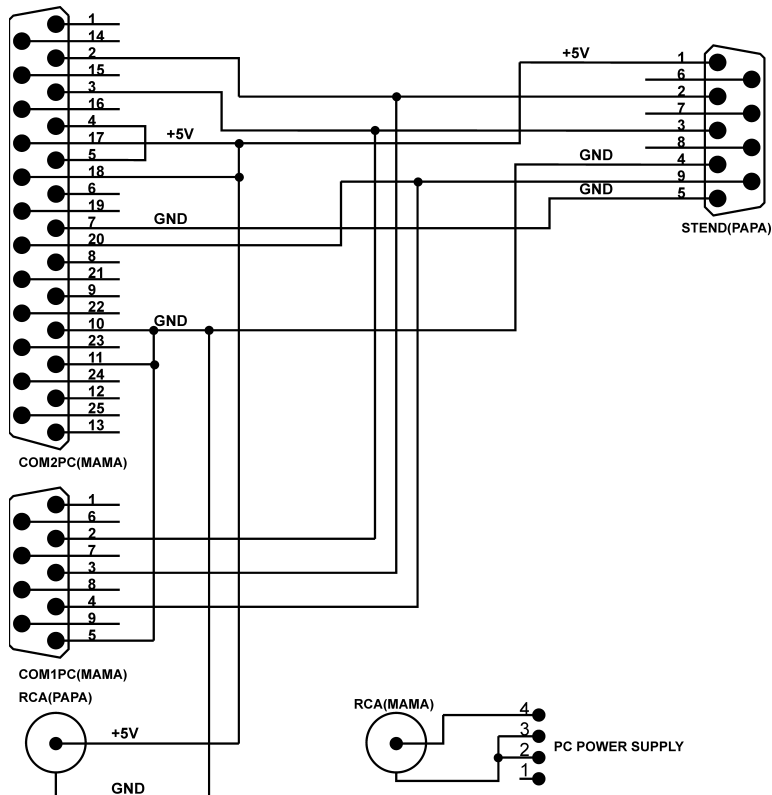 1
14
2
15
3
16
4
17 +5V
5
18
6
19
7 GND
20
8
21
9
22
10 GND
23
11
24
12
25
13
COM2PC(MAMA)
+5V 1
6
2
7
3
8
GND 4
9
GND 5
STEND(PAPA)
1
6
2
7
3
8
4
9
5
COM1PC(MAMA)
RCA(PAPA)
+5V
GND
RCA(MAMA)
4
3
2
1
PC POWER SUPPLY